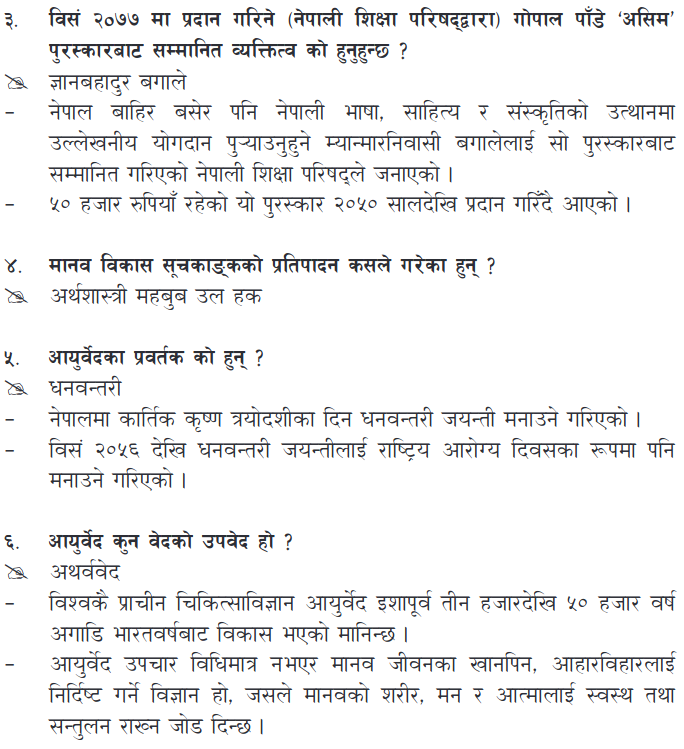 ३. विसं २०७७ मा प्रदान गरिने (नेपाली शिक्षा परिषद्द्वारा) गोपाल पाँडे ‘असिम’
पुरस्कारबाट सम्मानित व्यक्तित्व को हुनुहुन्छ ?
ज्ञानबहादुर बगाले
– नेपाल बाहिर बसेर पनि नेपाली भाषा, साहित्य र संस्कृतिको उत्थानमा
उल्लेखनीय योगदान पुऱ्याउनुहुने म्यान्मारनिवासी बगालेलाई सो पुरस्कारबाट
सम्मानित गरिएको नेपाली शिक्षा परिषद्ले जनाएको ।
– ५० हजार रुपियाँ रहेको यो पुरस्कार २०५० सालदेखि प्रदान गरिँदै आएको ।
४. मानव विकास सूचकाङ्कको प्रतिपादन कसले गरेका हुन् ?
अर्थशास्त्री महबुब उल हक
५. आयुर्वेदका प्रवर्तक को हुन् ?
धनवन्तरी
– नेपालमा कार्तिक कृष्ण त्रयोदशीका दिन धनवन्तरी जयन्ती मनाउने गरिएको ।
– विसं २०५६ देखि धनवन्तरी जयन्तीलाई राष्ट्रिय आरोग्य दिवसका रूपमा पनि
मनाउने गरिएको ।
६. आयुर्वेद कुन वेदको उपवेद हो ?
अथर्ववेद
– विश्वकै प्राचीन चिकित्साविज्ञान आयुर्वेद इशापूर्व तीन हजारदेखि ५० हजार वर्ष
अगाडि भारतवर्षबाट विकास भएको मानिन्छ ।
– आयुर्वेद उपचार विधिमात्र नभएर मानव जीवनका खानपिन, आहारविहारलाई
निर्दिष्ट गर्ने विज्ञान हो, जसले मानवको शरीर, मन र आत्मालाई स्वस्थ तथा
सन्तुलन राख्न जोड दिन्छ ।